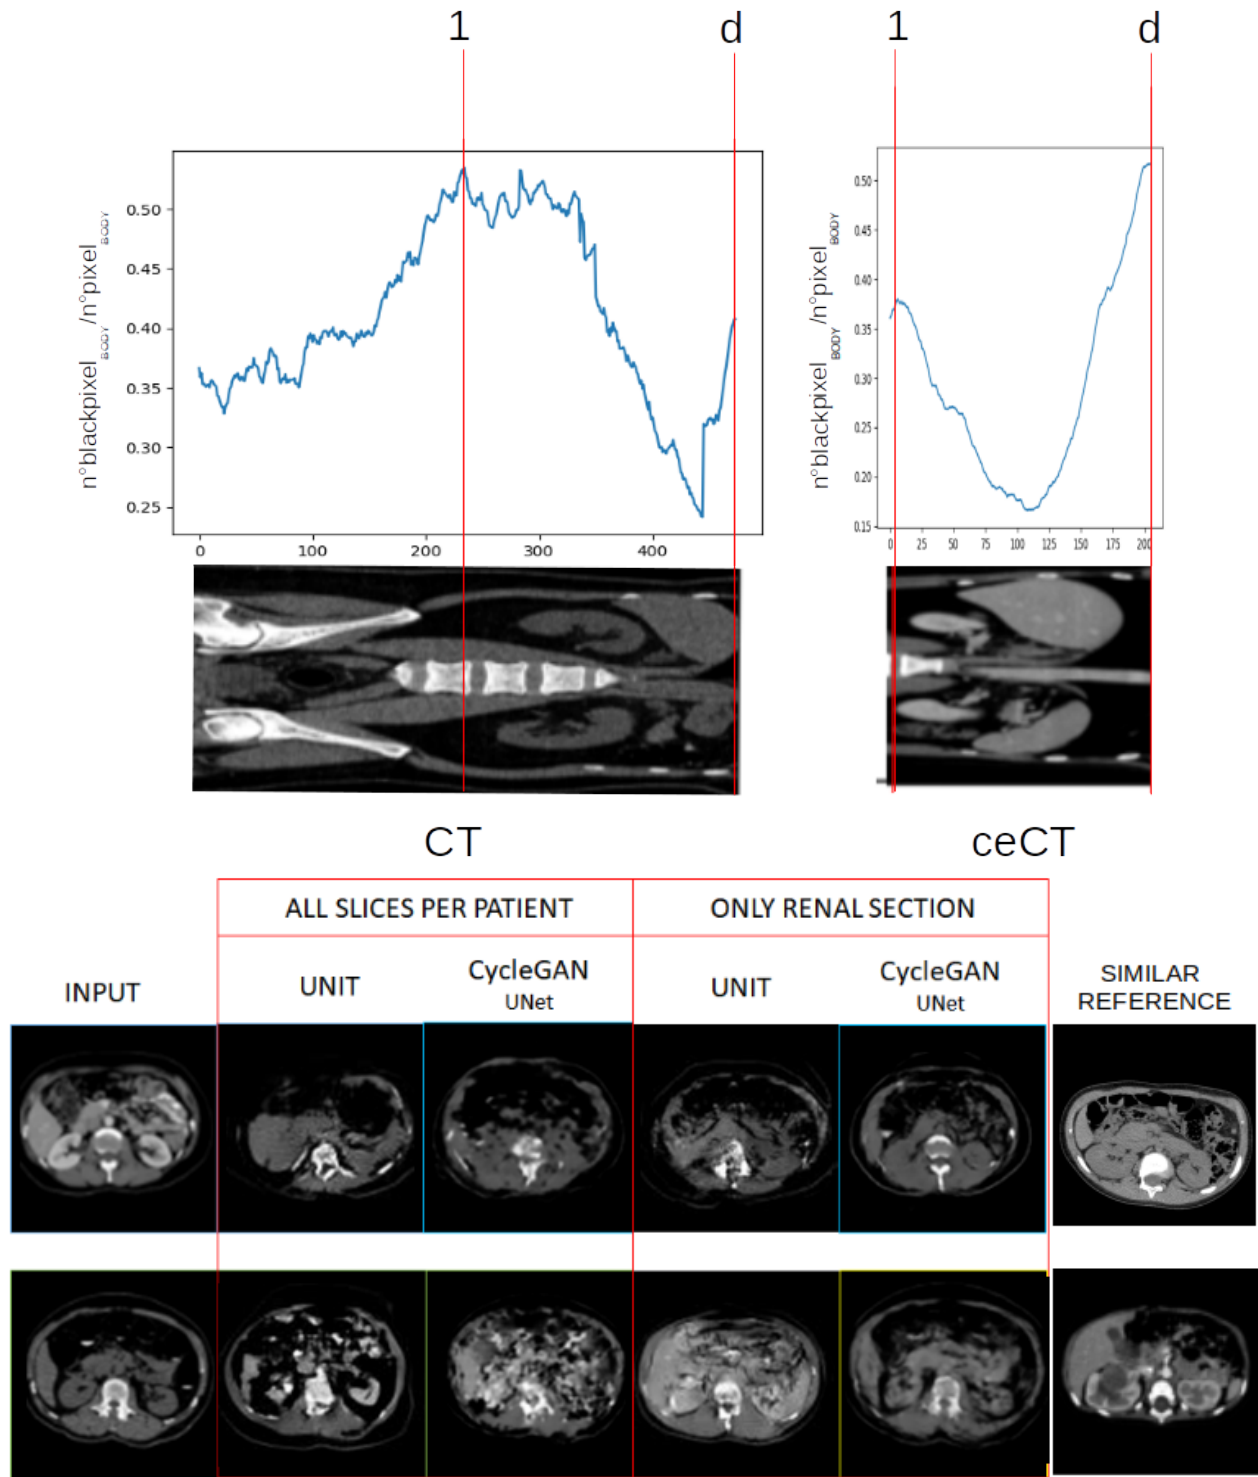 1 d 1 d
n°blackpixel BODY /n°pixel BODY
0.50
0.45
0.40
0.35
0.30
0.25
0 100 200 300 400
n°blackpixel BODY /n°pixel BODY
0.50
0.45
0.40
0.35
0.30
0.25
0.20
0.15
0 25 50 75 100 125 150 175 200
CT ceCT
ALL SLICES PER PATIENT ONLY RENAL SECTION
INPUT UNIT CycleGAN UNIT CycleGAN SIMILAR
UNet UNet REFERENCE